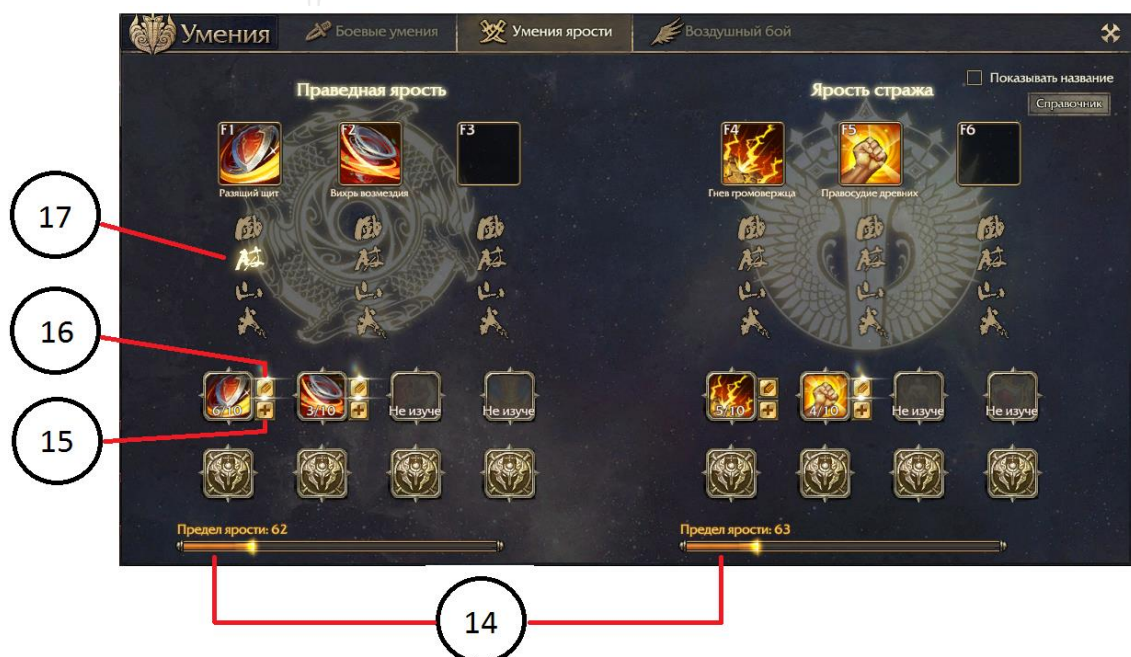 Умения
Боевые умения
Умения ярости
Воздушный бой
Показывать название
Справочник
Праведная ярость
Ярость стража
F1
F2
F3
F4
F5
F6
Разящий щит
Вихрь возмездия
Гнев громовержца
Правосудие древних
17
16
15
6/10
3/10
Не изуче
Не изуче
5/10
4/10
Не изуче
Не изуче
Предел ярости: 62
Предел ярости: 63
14